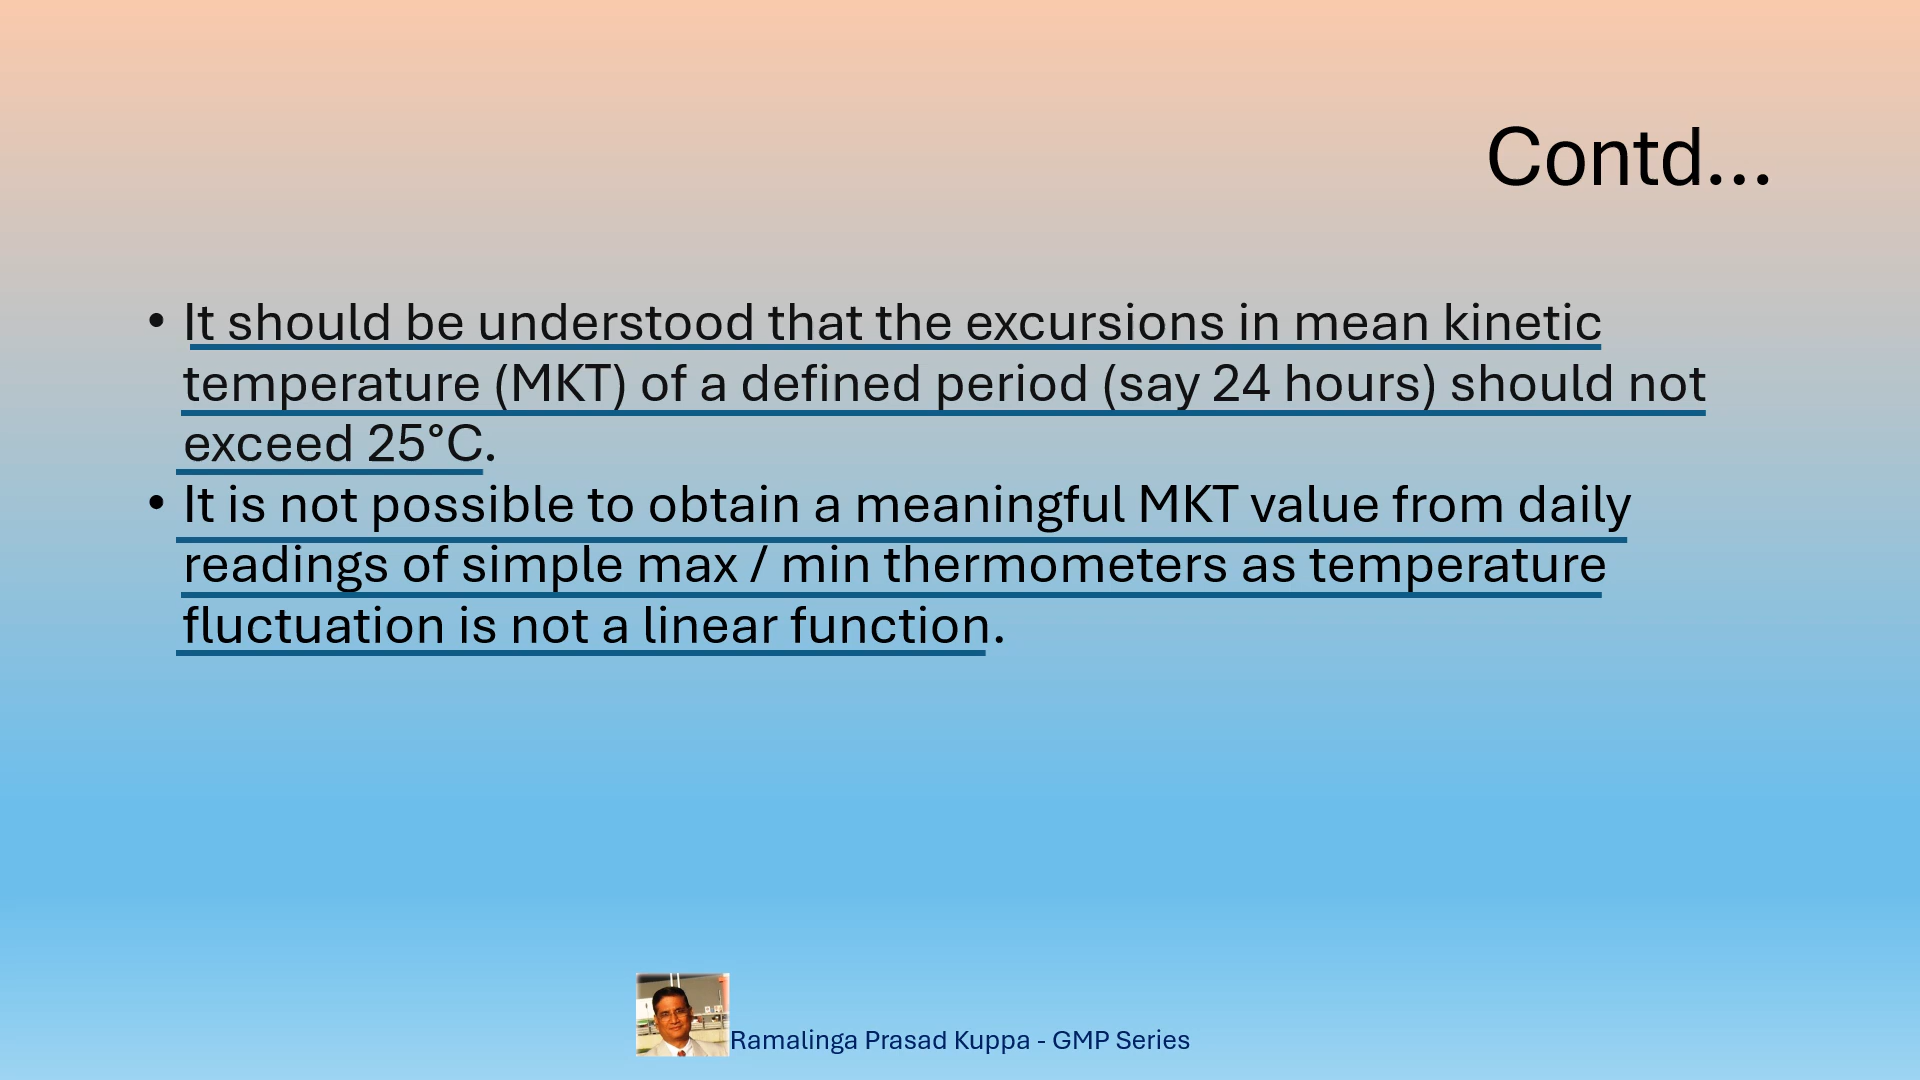 Contd...
• It should be understood that the excursions in mean kinetic
temperature (MKT) of a defined period (say 24 hours) should not
exceed 25°C.
• It is not possible to obtain a meaningful MKT value from daily
readings of simple max / min thermometers as temperature
fluctuation is not a linear function.
Ramalinga Prasad Kuppa - GMP Series